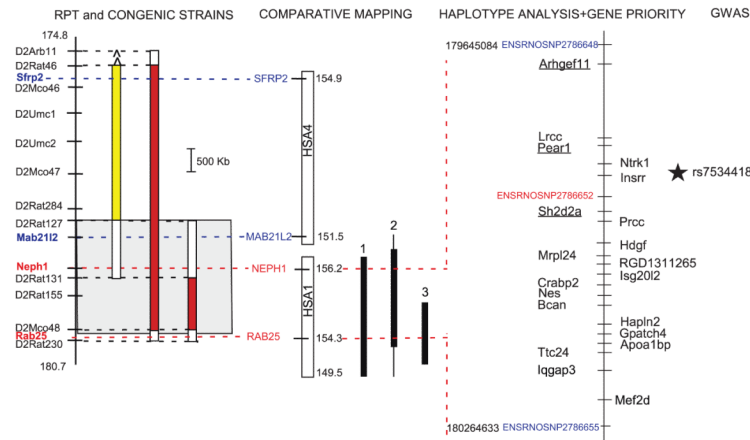 RPT and CONGENIC STRAINS
COMPARATIVE MAPPING
HAPLOTYPE ANALYSIS+GENE PRIORITY
GWAS
174.8
D2Arb11
D2Rat46
Sfrp2
D2Mco46
D2Umc1
D2Umc2
D2Mco47
D2Rat284
D2Rat127
Mab21l2
Neph1
D2Rat131
D2Rat155
D2Mco48
Rab25
D2Rat230
180.7
500 Kb
SFRP2
MAB21L2
NEPH1
RAB25
154.9
HSA4
151.5
156.2
HSA1
154.3
149.5
1
2
3
179645084 ENSRNOSNP2786648
Arhgef11
Lrcc
Pear1
Ntrk1
Insrr
rs7534418
ENSRNOSNP2786652
Sh2d2a
Prcc
Hdgf
Mrpl24
RGD1311265
Isg20l2
Crabp2
Nes
Bcan
Hapln2
Gpatch4
Apoa1bp
Ttc24
Iqgap3
Mef2d
180264633 ENSRNOSNP2786655